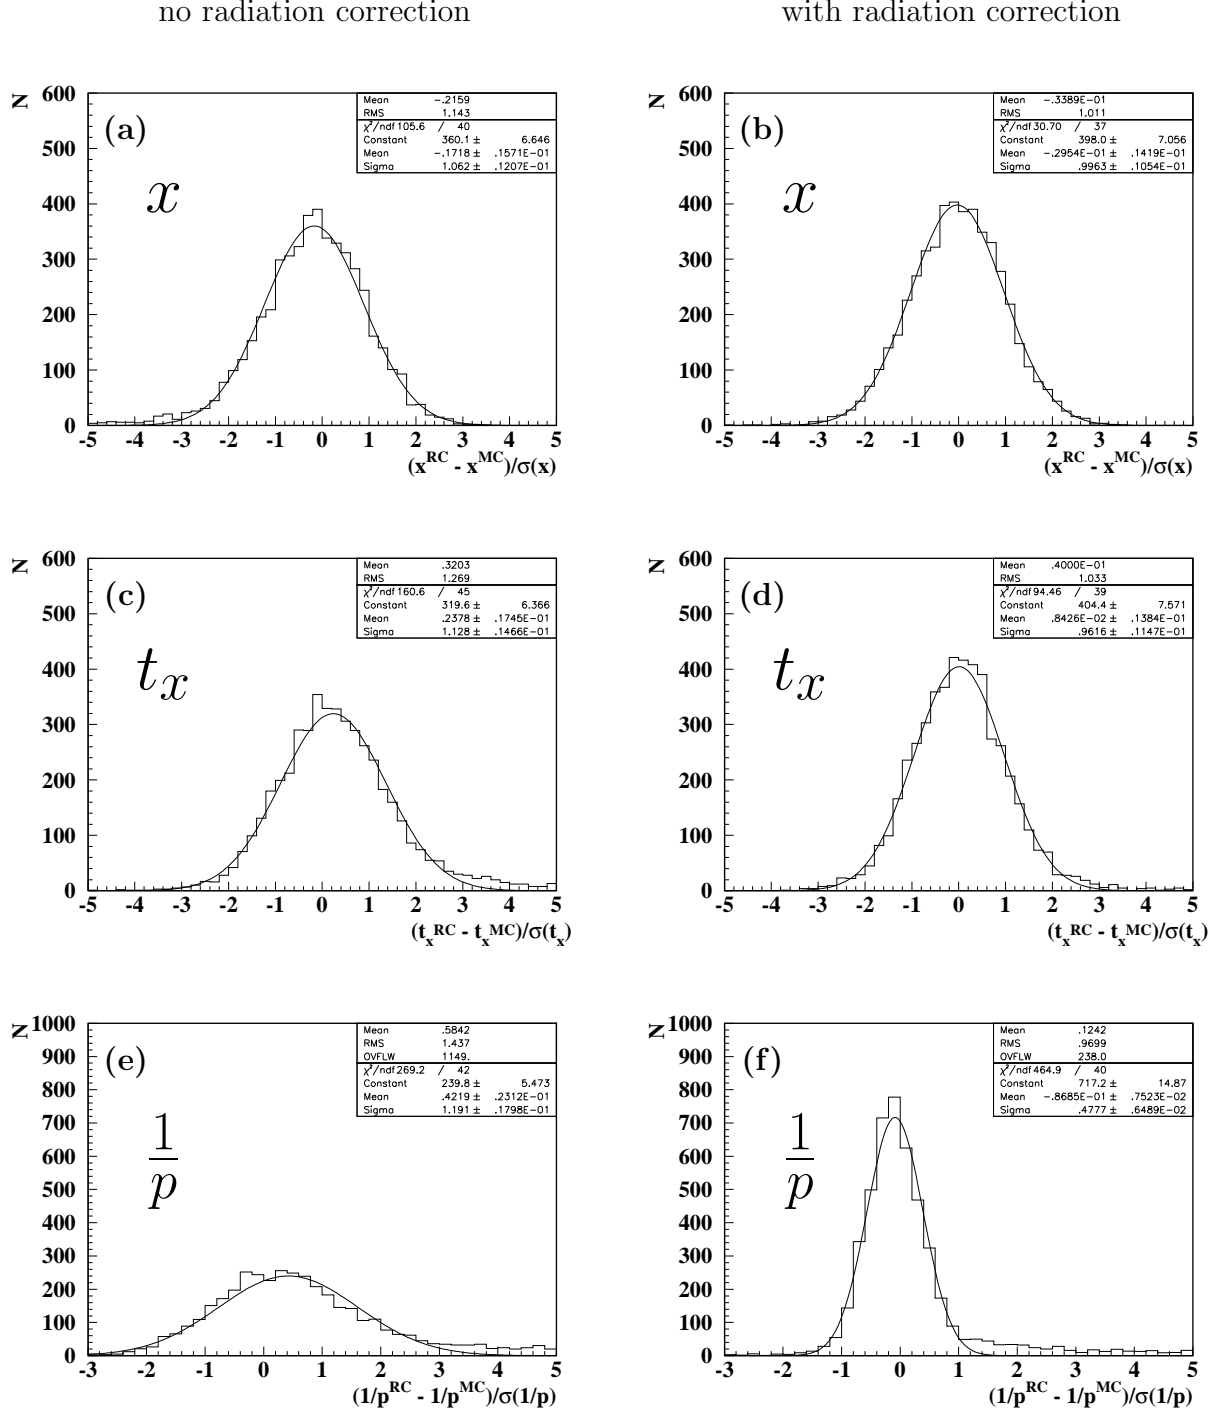 no radiation correction
with radiation correction
N
600
500
400
300
200
100
0
(a)
x
Mean -.2159
RMS 1.143
χ²/ndf 105.6 / 40
Constant 360.1 ± 6.646
Mean -.1718 ± .1571E-01
Sigma 1.062 ± .1207E-01
-5 -4 -3 -2 -1 0 1 2 3 4 5
(x^RC - x^MC)/σ(x)
N
600
500
400
300
200
100
0
(b)
x
Mean -.3389E-01
RMS 1.011
χ²/ndf 30.70 / 37
Constant 398.0 ± 7.056
Mean -.2954E-01 ± .1419E-01
Sigma .9963 ± .1054E-01
-5 -4 -3 -2 -1 0 1 2 3 4 5
(x^RC - x^MC)/σ(x)
N
600
500
400
300
200
100
0
(c)
t_x
Mean .3203
RMS 1.269
χ²/ndf 160.6 / 45
Constant 319.6 ± 6.366
Mean .2378 ± .1745E-01
Sigma 1.128 ± .1466E-01
-5 -4 -3 -2 -1 0 1 2 3 4 5
(t_x^RC - t_x^MC)/σ(t_x)
N
600
500
400
300
200
100
0
(d)
t_x
Mean .4000E-01
RMS 1.033
χ²/ndf 94.46 / 39
Constant 404.4 ± 7.571
Mean .8426E-02 ± .1384E-01
Sigma .9616 ± .1147E-01
-5 -4 -3 -2 -1 0 1 2 3 4 5
(t_x^RC - t_x^MC)/σ(t_x)
N
1000
900
800
700
600
500
400
300
200
100
0
(e)
1
p
Mean .5842
RMS 1.437
OVFLW 1149.
χ²/ndf 269.2 / 42
Constant 239.8 ± 5.473
Mean .4219 ± .2312E-01
Sigma 1.191 ± .1798E-01
-3 -2 -1 0 1 2 3 4 5
(1/p^RC - 1/p^MC)/σ(1/p)
N
1000
900
800
700
600
500
400
300
200
100
0
(f)
1
p
Mean .1242
RMS .9699
OVFLW 238.0
χ²/ndf 464.9 / 40
Constant 717.2 ± 14.87
Mean -.8685E-01 ± .7523E-02
Sigma .4777 ± .6489E-02
-3 -2 -1 0 1 2 3 4 5
(1/p^RC - 1/p^MC)/σ(1/p)